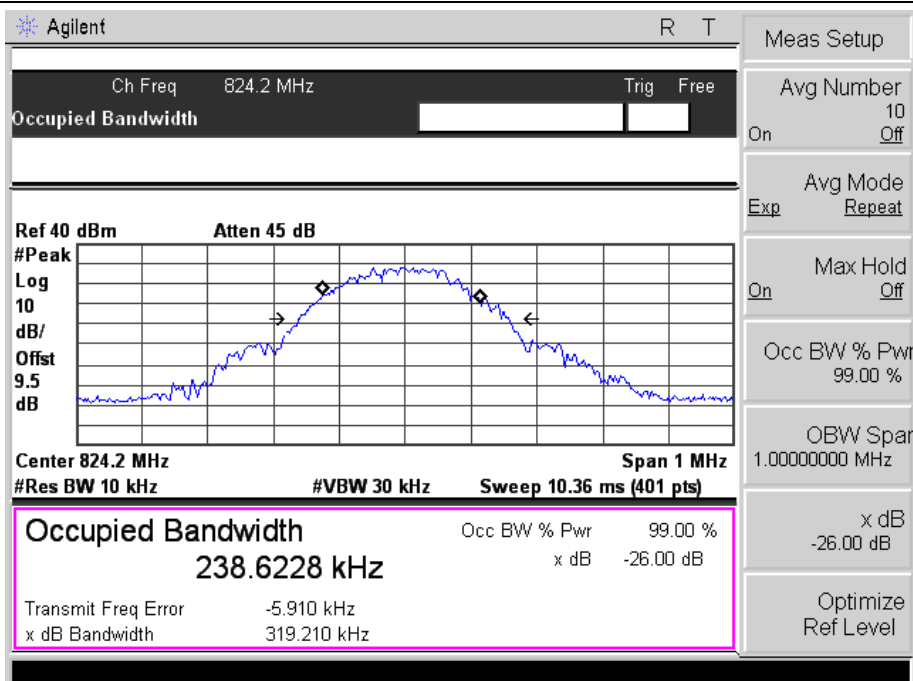 Agilent R T
Ch Freq 824.2 MHz Trig Free
Occupied Bandwidth
Ref 40 dBm Atten 45 dB
#Peak
Log
10
dB/
Offst
9.5
dB
Center 824.2 MHz Span 1 MHz
#Res BW 10 kHz #VBW 30 kHz Sweep 10.36 ms (401 pts)
Occupied Bandwidth
238.6228 kHz
Occ BW % Pwr 99.00 %
x dB -26.00 dB
Transmit Freq Error -5.910 kHz
x dB Bandwidth 319.210 kHz
Meas Setup
Avg Number
10
On Off
Avg Mode
Exp Repeat
Max Hold
On Off
Occ BW % Pwr
99.00 %
OBW Span
1.00000000 MHz
x dB
-26.00 dB
Optimize
Ref Level